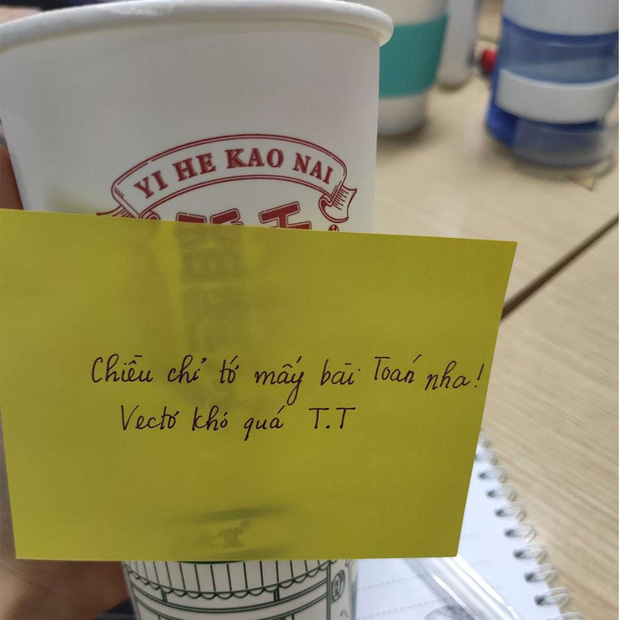 YI HE KAO NAI
Chiều chỉ tớ mấy bài Toán nha!
Vectơ khó quá T.T